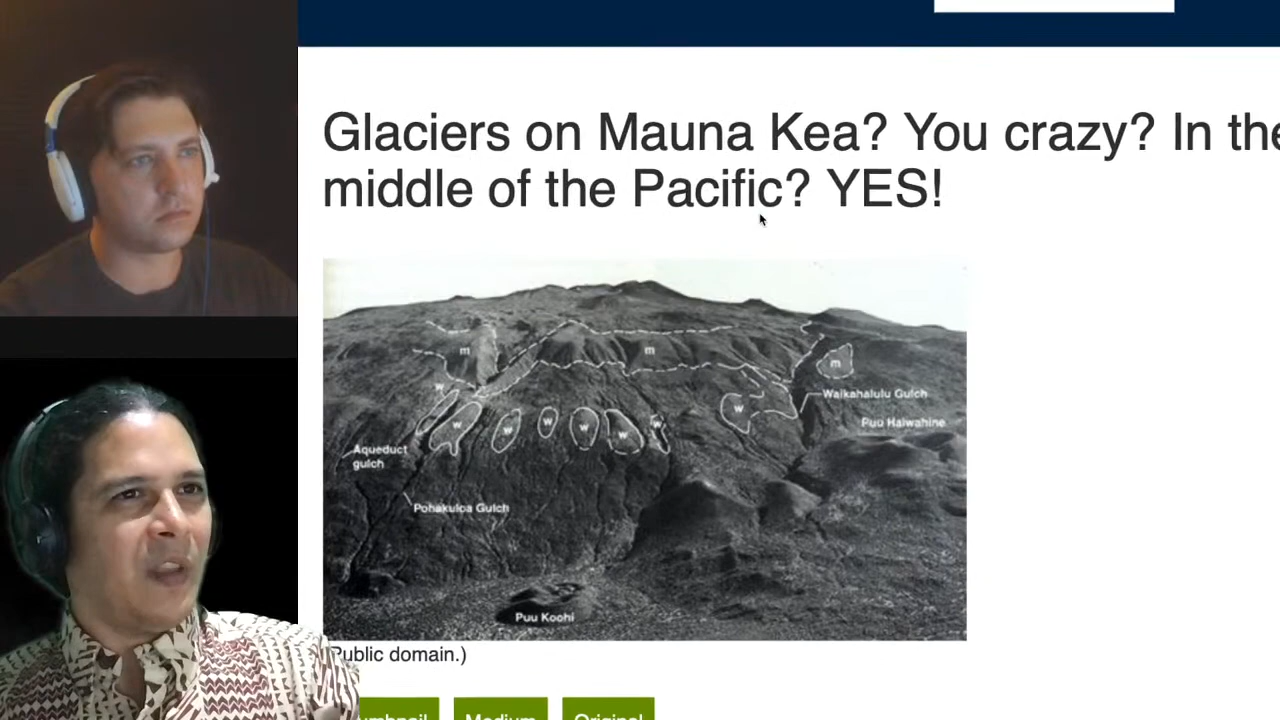 Glaciers on Mauna Kea? You crazy? In the
middle of the Pacific? YES!
m
m
m
w
w
w
w
w
w
w
w
Waikahalulu Gulch
Puu Haiwahine
Aqueduct
gulch
Pohakuloa Gulch
Puu Koohi
Public domain.)
Medium
Original